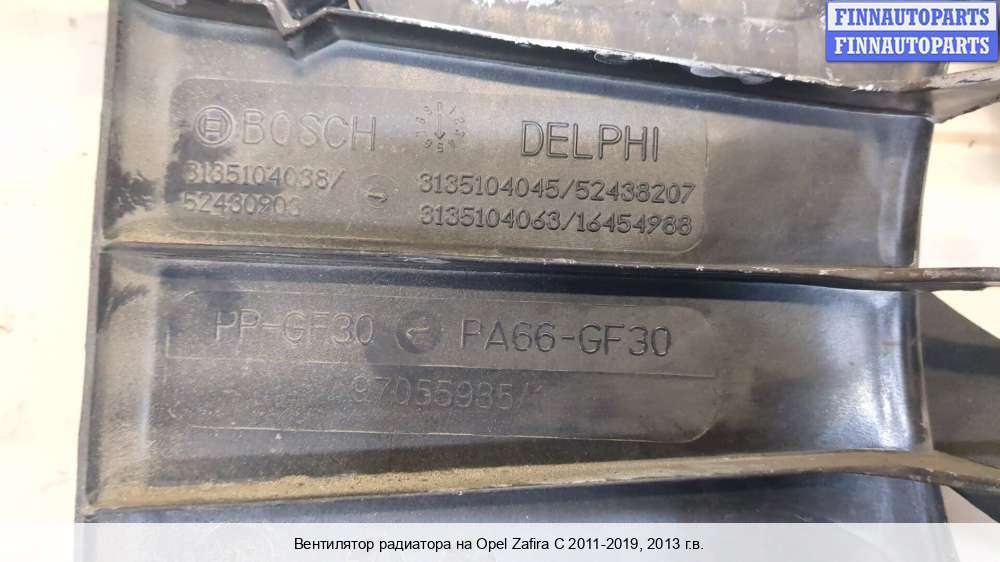 FINNAUTOPARTS
FINNAUTOPARTS
BOSCH
DELPHI
3135104038/
52430903
3135104045/52438207
3135104063/16454988
PP-GF30
PA66-GF30
Вентилятор радиатора на Opel Zafira C 2011-2019, 2013 г.в.